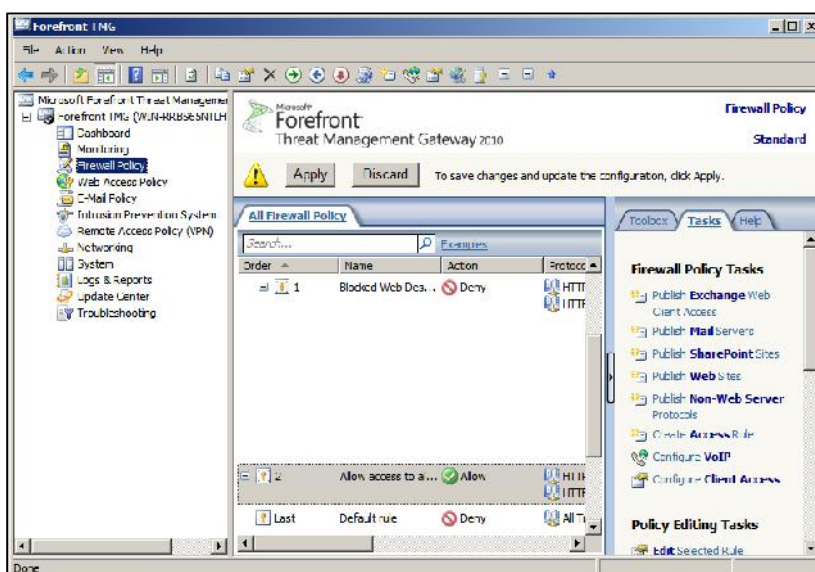 Forefront TMG
File Action View Help
Microsoft Forefront Threat Managemer
Forefront TMG
Dashboard
Monitoring
Firewall Policy
Web Access Policy
E-Mail Policy
Intrusion Prevention System
Remote Access Policy (VPN)
Networking
System
Logs & Reports
Update Center
Troubleshooting
Microsoft
Forefront
Threat Management Gateway 2010
Firewall Policy
Standard
Apply Discard To save changes and update the configuration, click Apply.
All Firewall Policy
Search... Examples
Order Name Action Protoco
1 Blocked Web Des... Deny HTTP
2 Allow access to al... Allow
Last Default rule Deny All Tr
Toolbox Tasks Help
Firewall Policy Tasks
Publish Exchange Web
Client Access
Publish Mail Servers
Publish SharePoint Sites
Publish Web Sites
Publish Non-Web Server
Protocols
Create Access Rule
Configure VoIP
Configure Client Access
Policy Editing Tasks
Edit Selected Rule
Done